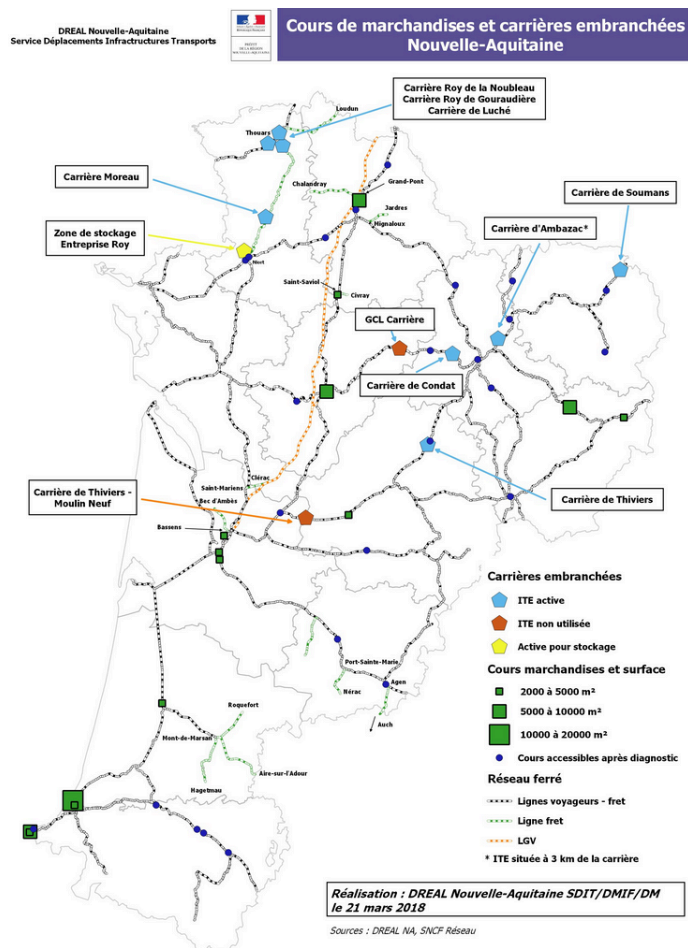 DREAL Nouvelle-Aquitaine
Service Déplacements Infractructures Transports
Cours de marchandises et carrières embranchées
Nouvelle-Aquitaine
Carrière Roy de la Noubleau
Carrière Roy de Gouraudière
Carrière de Luché
Loudun
Thouars
Carrière Moreau
Chalandray
Grand-Pont
Jardres
Mignaloux
Carrière de Soumans
Carrière d'Ambazac*
Zone de stockage
Entreprise Roy
Niort
Saint-Saviol
Civray
GCL Carrière
Carrière de Condat
Carrière de Thiviers -
Moulin Neuf
Clérac
Saint-Mariens
Bec d'Ambès
Bassens
Carrière de Thiviers
Port-Sainte-Marie
Agen
Nérac
Auch
Roquefort
Mont-de-Marsan
Aire-sur-l'Adour
Hagetmau
Carrières embranchées
ITE active
ITE non utilisée
Active pour stockage
Cours marchandises et surface
2000 à 5000 m²
5000 à 10000 m²
10000 à 20000 m²
Cours accessibles après diagnostic
Réseau ferré
Lignes voyageurs - fret
Ligne fret
LGV
* ITE située à 3 km de la carrière
Réalisation : DREAL Nouvelle-Aquitaine SDIT/DMIF/DM
le 21 mars 2018
Sources : DREAL NA, SNCF Réseau